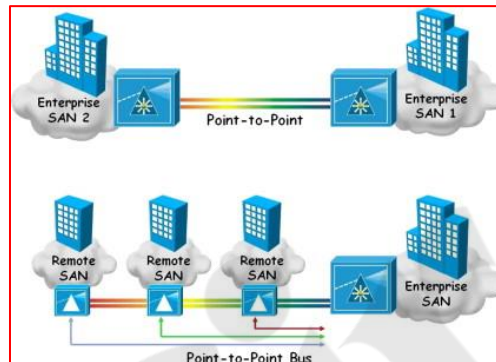 Enterprise
SAN 2
Point-to-Point
Enterprise
SAN 1
Remote
SAN
Remote
SAN
Remote
SAN
Enterprise
SAN
Point-to-Point Bus